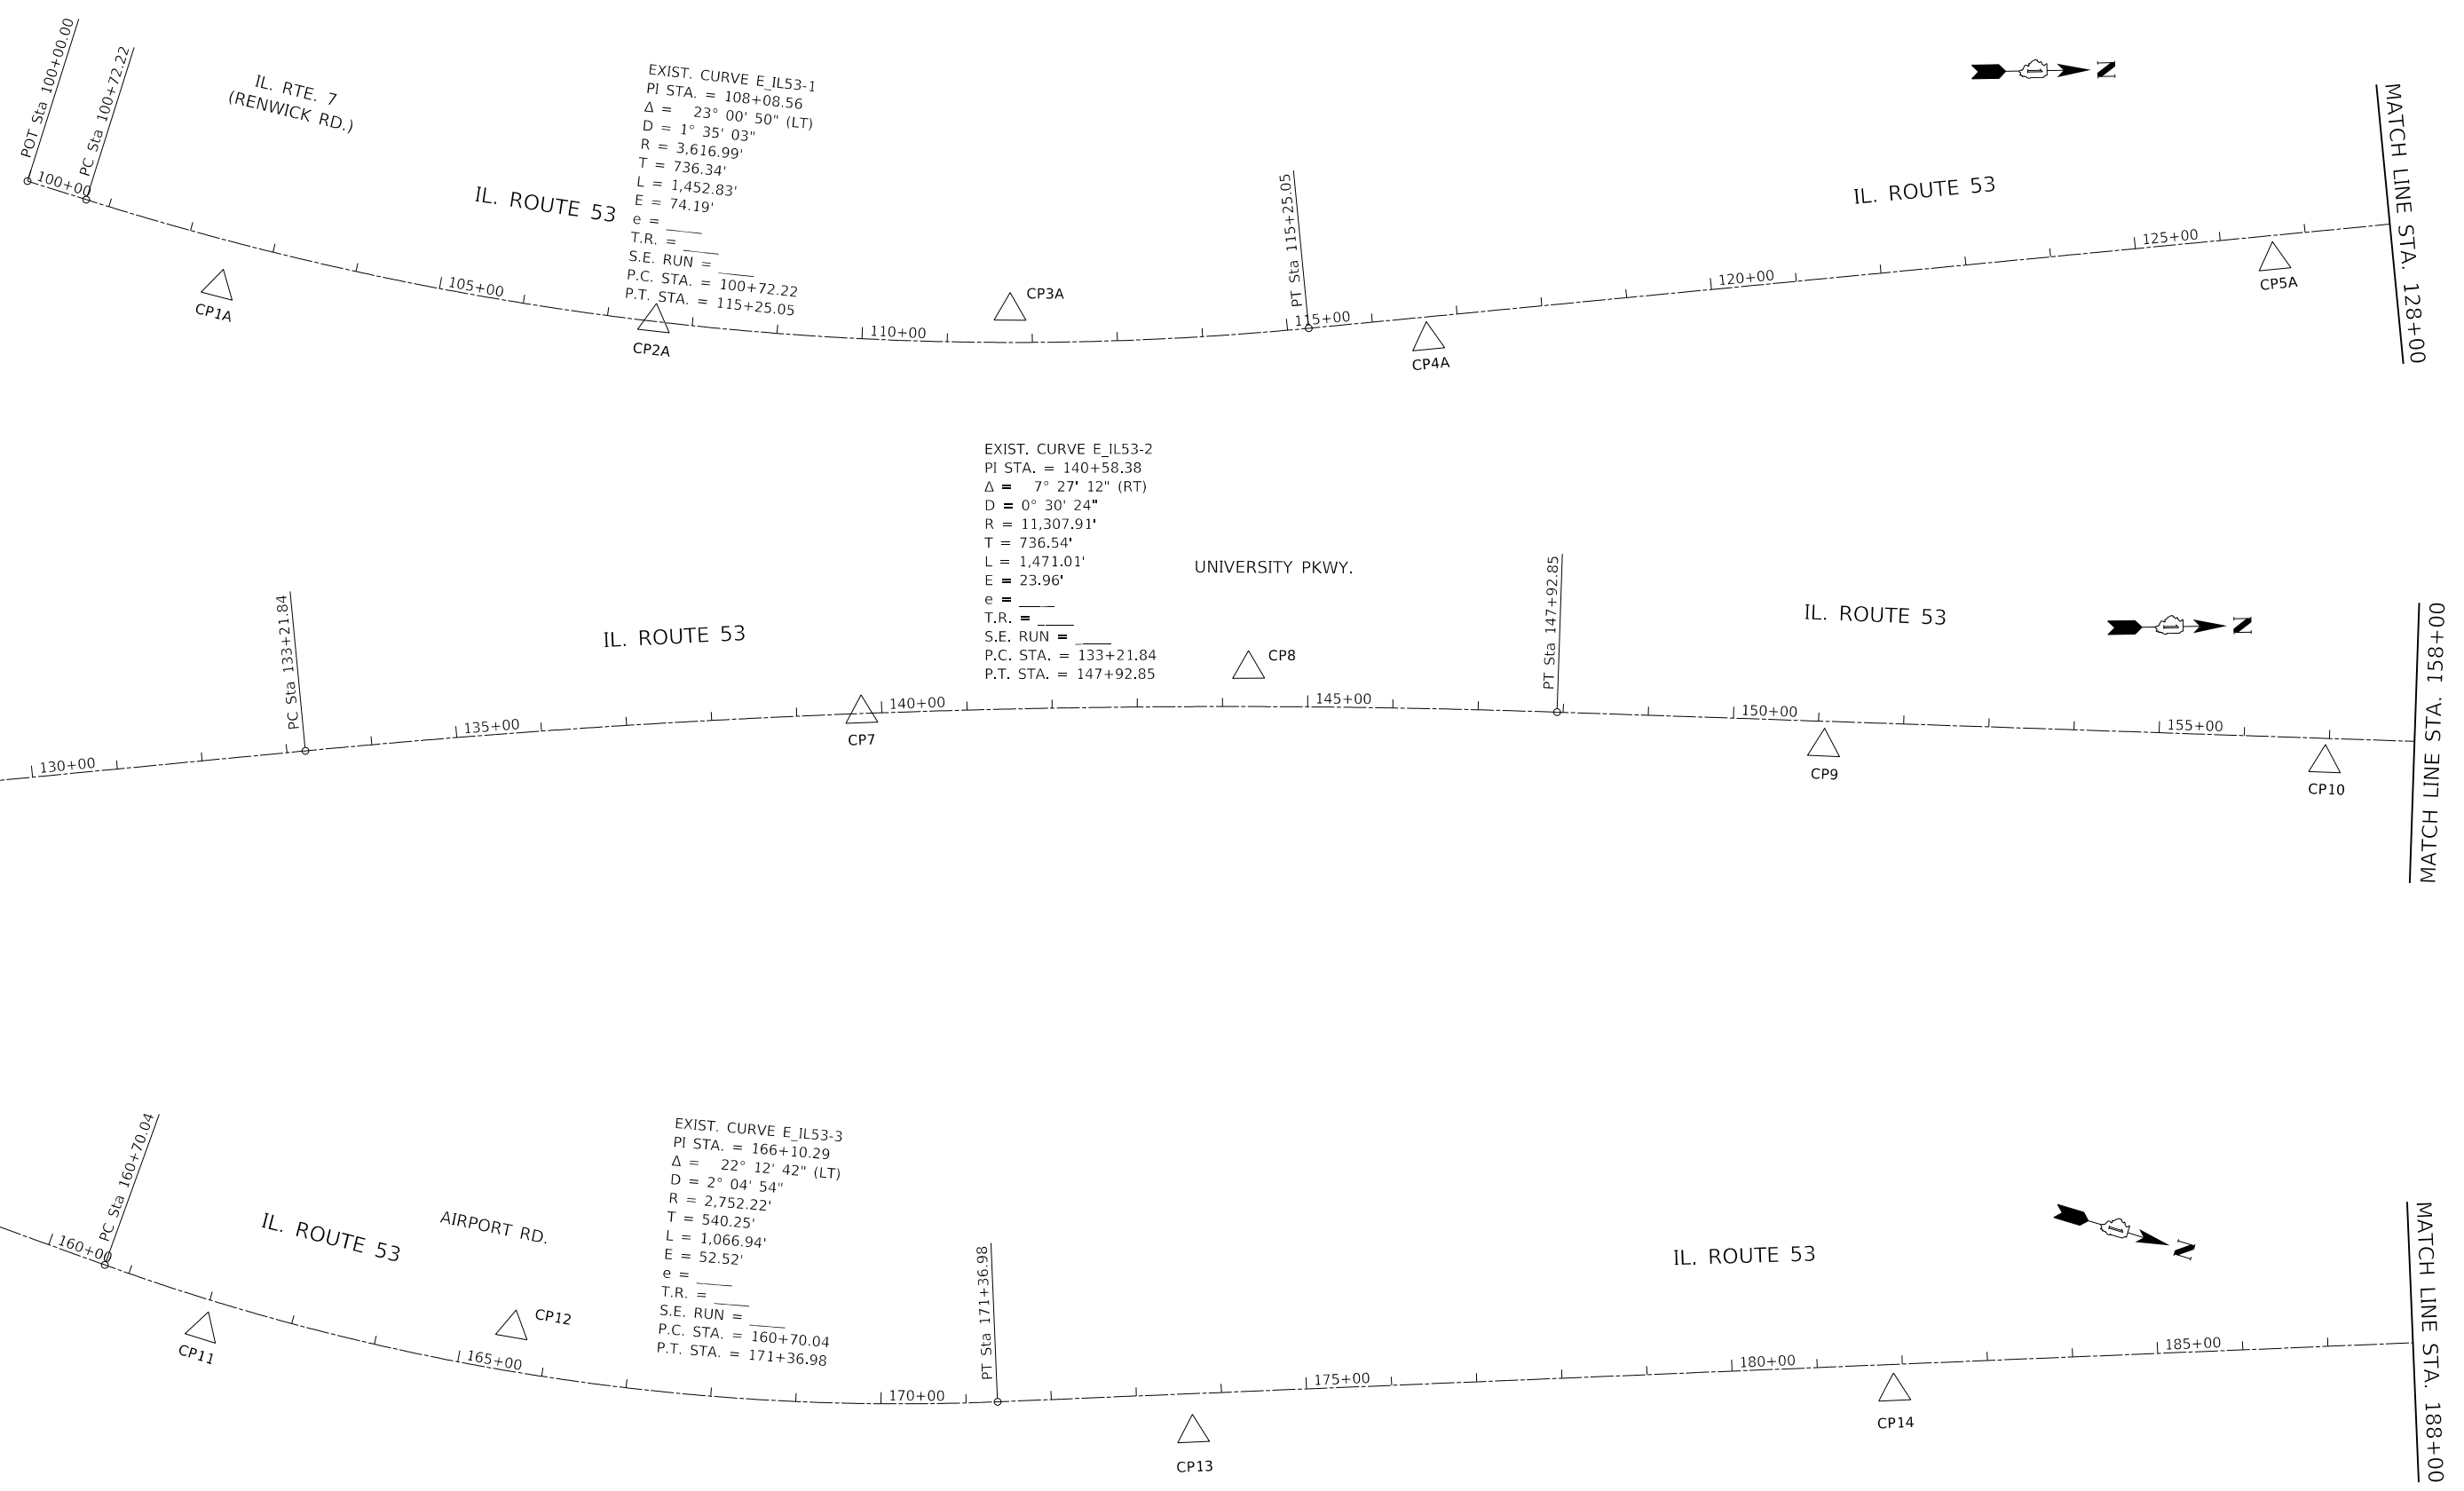 POT Sta 100+00.00
PC Sta 100+72.22
IL. RTE. 7
(RENWICK RD.)
100+00
IL. ROUTE 53
EXIST. CURVE E_IL53-1
PI STA. = 108+08.56
Δ = 23° 00' 50" (LT)
D = 1° 35' 03"
R = 3,616.99'
T = 736.34'
L = 1,452.83'
E = 74.19'
e = ____
T.R. = ____
S.E. RUN = ____
P.C. STA. = 100+72.22
P.T. STA. = 115+25.05
CP1A
105+00
CP2A
110+00
CP3A
PT Sta 115+25.05
115+00
CP4A
IL. ROUTE 53
120+00
125+00
CP5A
N
MATCH LINE STA. 128+00
130+00
PC Sta 133+21.84
135+00
IL. ROUTE 53
CP7
140+00
EXIST. CURVE E_IL53-2
PI STA. = 140+58.38
Δ = 7° 27' 12" (RT)
D = 0° 30' 24"
R = 11,307.91'
T = 736.54'
L = 1,471.01'
E = 23.96'
e = ____
T.R. = ____
S.E. RUN = ____
P.C. STA. = 133+21.84
P.T. STA. = 147+92.85
UNIVERSITY PKWY.
CP8
145+00
PT Sta 147+92.85
150+00
CP9
IL. ROUTE 53
155+00
CP10
N
MATCH LINE STA. 158+00
160+00
PC Sta 160+70.04
CP11
IL. ROUTE 53
AIRPORT RD.
CP12
165+00
EXIST. CURVE E_IL53-3
PI STA. = 166+10.29
Δ = 22° 12' 42" (LT)
D = 2° 04' 54"
R = 2,752.22'
T = 540.25'
L = 1,066.94'
E = 52.52'
e = ____
T.R. = ____
S.E. RUN = ____
P.C. STA. = 160+70.04
P.T. STA. = 171+36.98
170+00
PT Sta 171+36.98
CP13
175+00
IL. ROUTE 53
180+00
CP14
185+00
N
MATCH LINE STA. 188+00